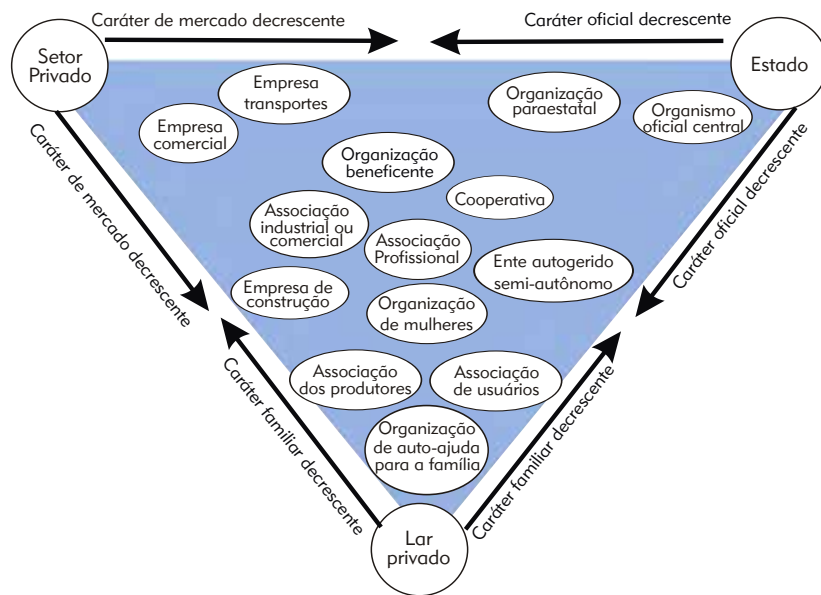 Caráter de mercado decrescente
Caráter oficial decrescente
Setor
Privado
Estado
Empresa
transportes
Organização
paraestatal
Organismo
oficial central
Empresa
comercial
Organização
beneficente
Cooperativa
Associação
industrial ou
comercial
Associação
Profissional
Ente autogerido
semi-autônomo
Empresa de
construção
Organização
de mulheres
Associação
dos produtores
Associação
de usuários
Organização
de auto-ajuda
para a família
Lar
privado
Caráter de mercado decrescente
Caráter oficial decrescente
Caráter familiar decrescente
Caráter familiar decrescente